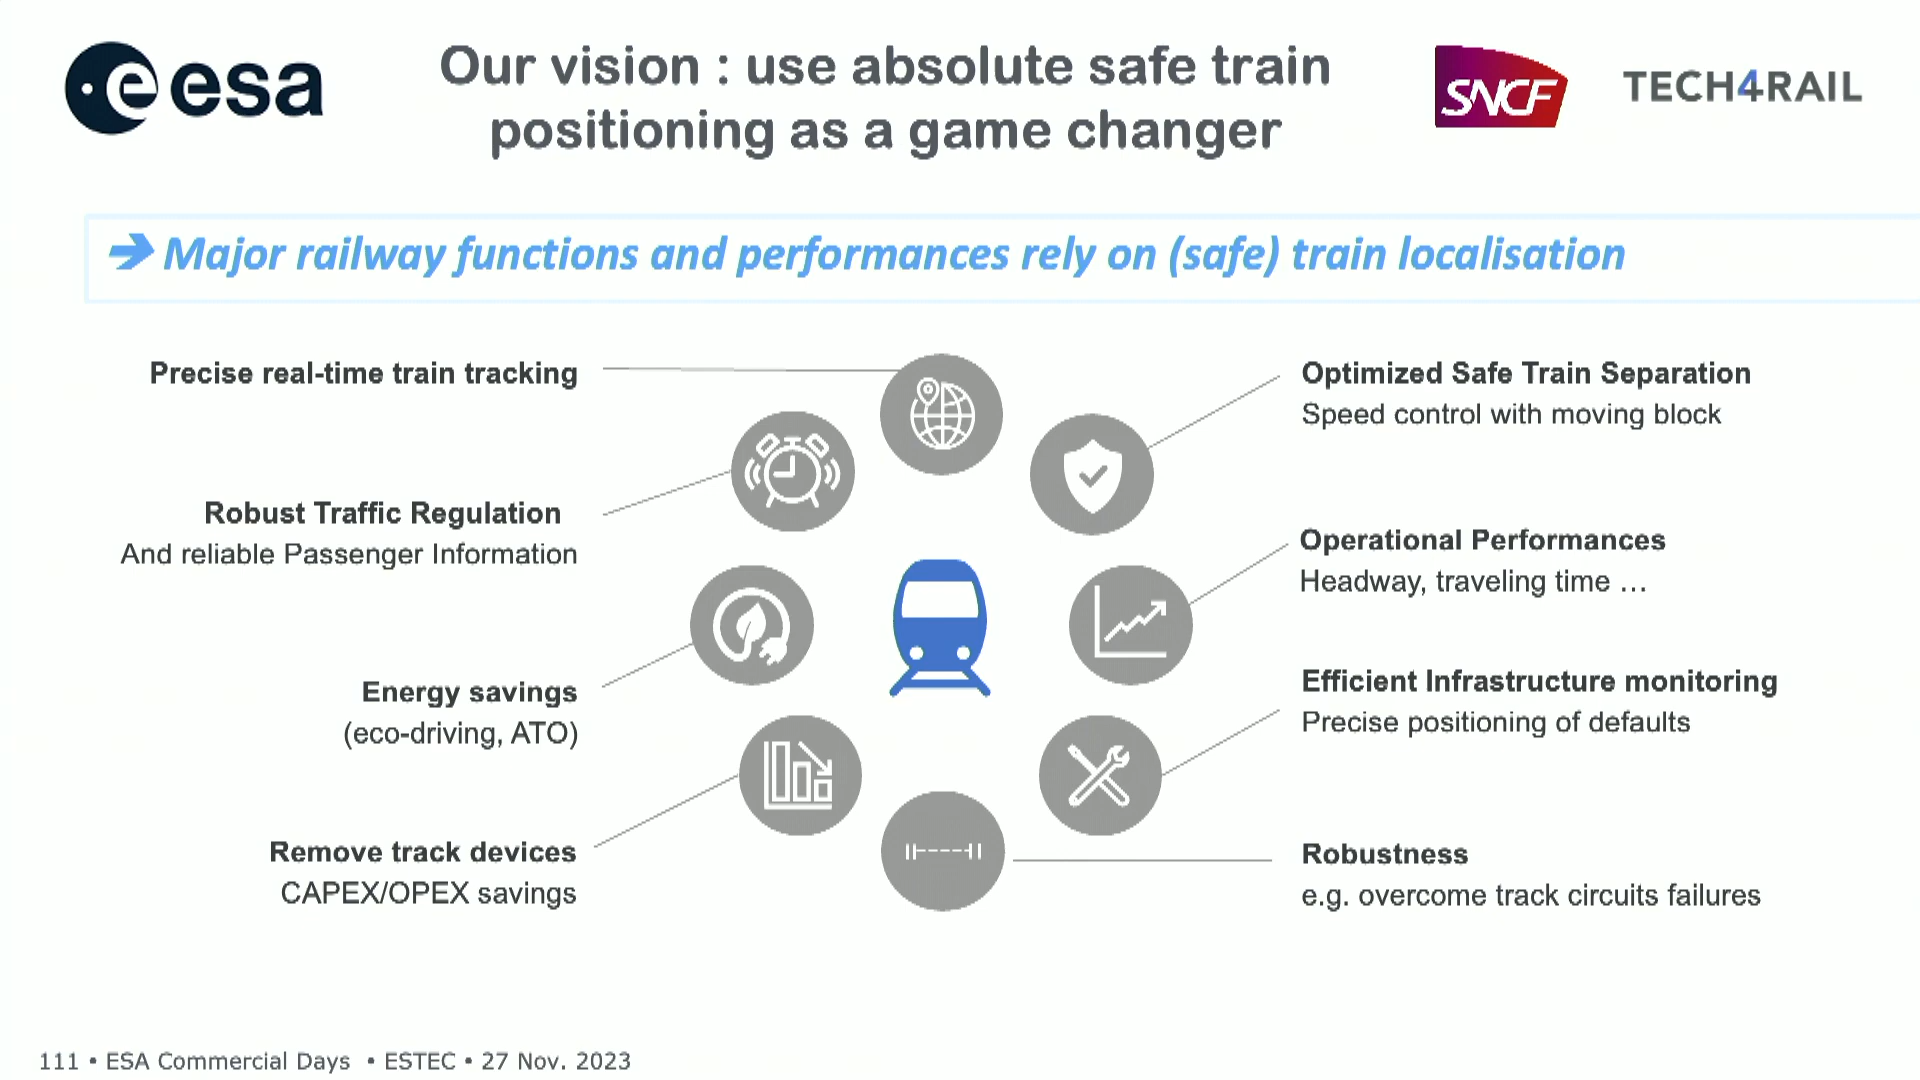 esa
Our vision : use absolute safe train
positioning as a game changer
SNCF
TECH4RAIL
➔ Major railway functions and performances rely on (safe) train localisation
Precise real-time train tracking
Robust Traffic Regulation
And reliable Passenger Information
Energy savings
(eco-driving, ATO)
Remove track devices
CAPEX/OPEX savings
Optimized Safe Train Separation
Speed control with moving block
Operational Performances
Headway, traveling time …
Efficient Infrastructure monitoring
Precise positioning of defaults
Robustness
e.g. overcome track circuits failures
111 • ESA Commercial Days • ESTEC • 27 Nov. 2023